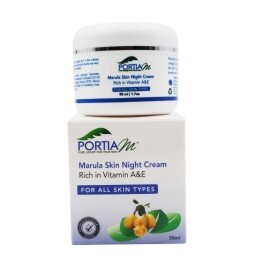 PORTIA M
Marula Skin Night Cream
Rich in Vitamin A&E
50 ml | 1.7oz.
PORTIA M
Marula Skin Night Cream
Rich in Vitamin A&E
FOR ALL SKIN TYPES
50ml